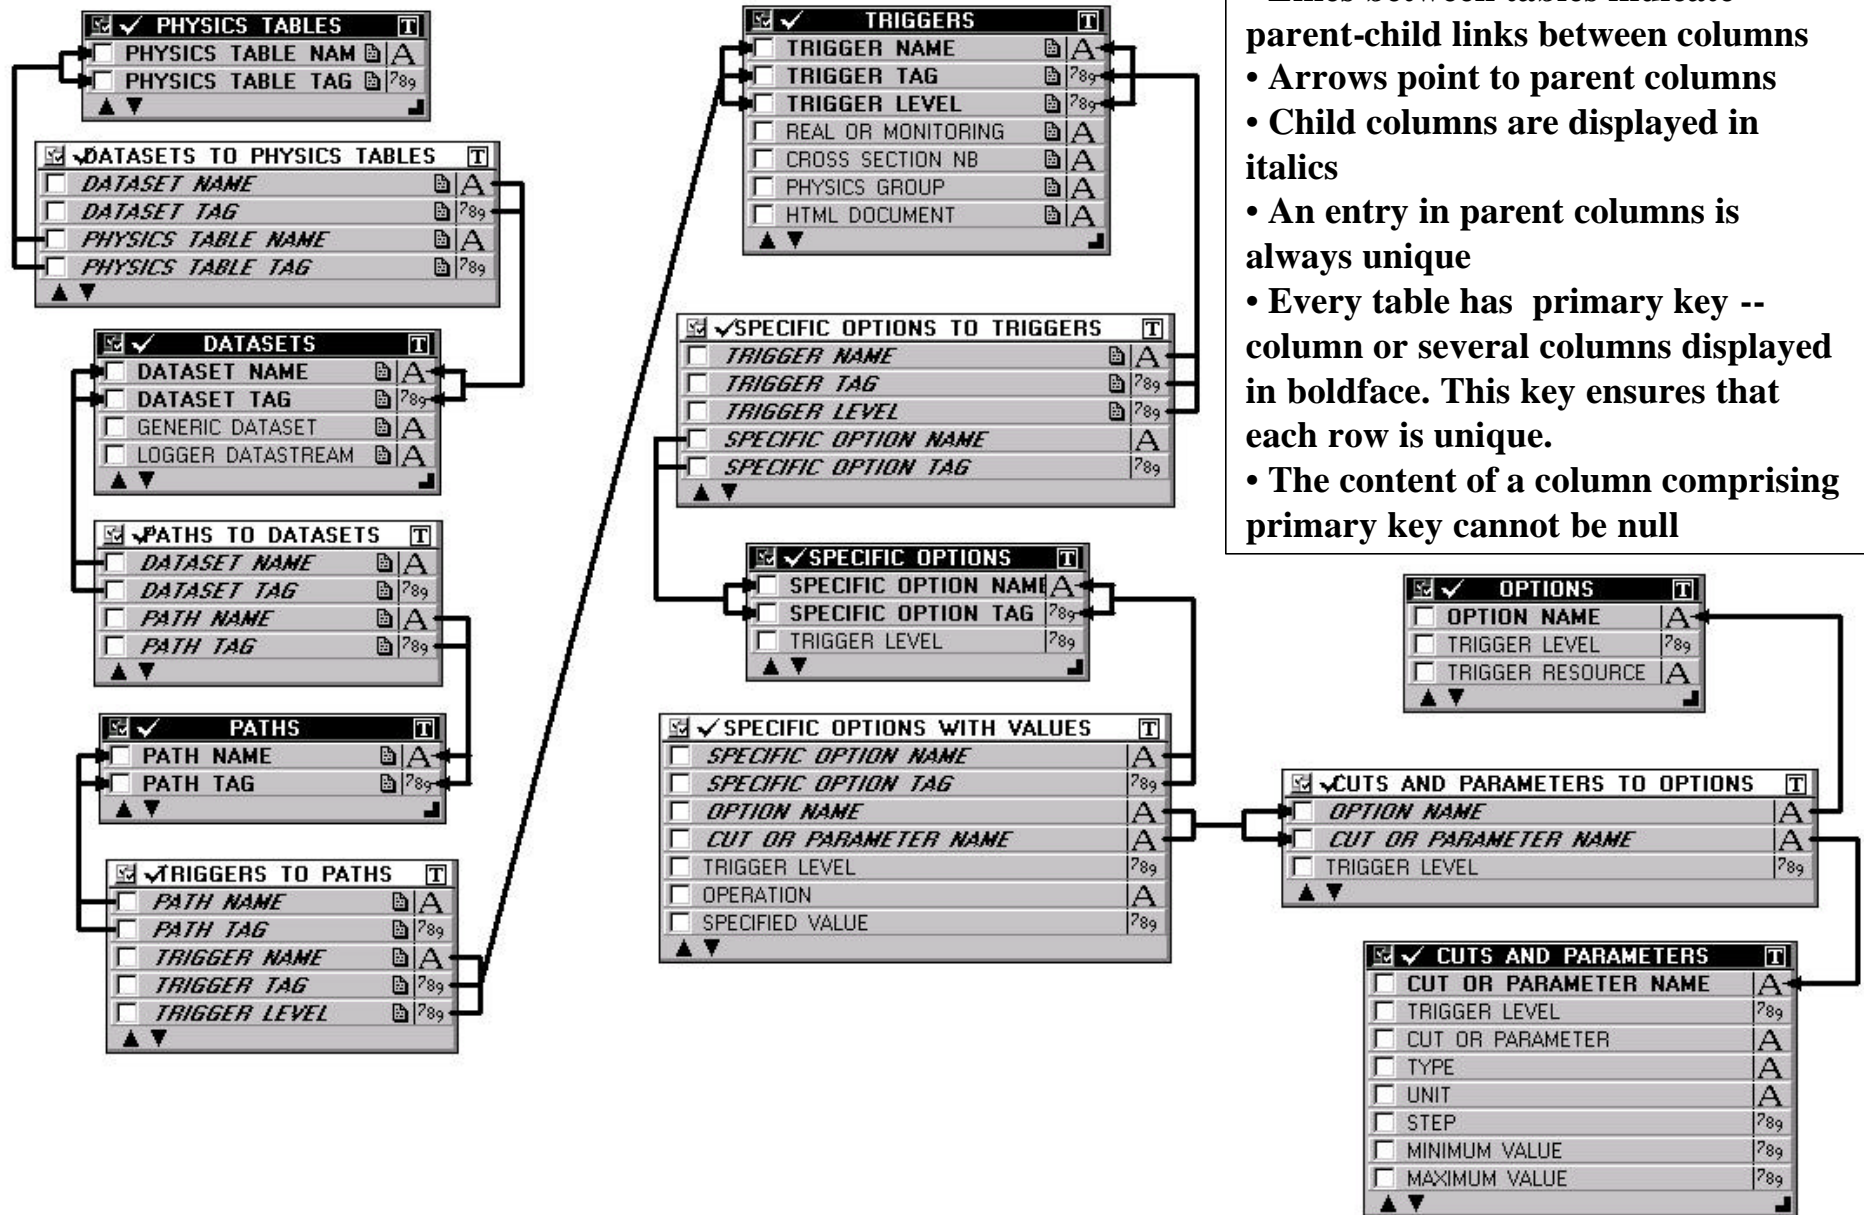 PHYSICS TABLES
PHYSICS TABLE NAM
PHYSICS TABLE TAG
DATASETS TO PHYSICS TABLES
DATASET NAME
DATASET TAG
PHYSICS TABLE NAME
PHYSICS TABLE TAG
DATASETS
DATASET NAME
DATASET TAG
GENERIC DATASET
LOGGER DATASTREAM
PATHS TO DATASETS
DATASET NAME
DATASET TAG
PATH NAME
PATH TAG
PATHS
PATH NAME
PATH TAG
TRIGGERS TO PATHS
PATH NAME
PATH TAG
TRIGGER NAME
TRIGGER TAG
TRIGGER LEVEL
TRIGGERS
TRIGGER NAME
TRIGGER TAG
TRIGGER LEVEL
REAL OR MONITORING
CROSS SECTION NB
PHYSICS GROUP
HTML DOCUMENT
SPECIFIC OPTIONS TO TRIGGERS
TRIGGER NAME
TRIGGER TAG
TRIGGER LEVEL
SPECIFIC OPTION NAME
SPECIFIC OPTION TAG
SPECIFIC OPTIONS
SPECIFIC OPTION NAME
SPECIFIC OPTION TAG
TRIGGER LEVEL
SPECIFIC OPTIONS WITH VALUES
SPECIFIC OPTION NAME
SPECIFIC OPTION TAG
OPTION NAME
CUT OR PARAMETER NAME
TRIGGER LEVEL
OPERATION
SPECIFIED VALUE
• Lines between tables indicate
parent-child links between columns
• Arrows point to parent columns
• Child columns are displayed in
italics
• An entry in parent columns is
always unique
• Every table has primary key --
column or several columns displayed
in boldface. This key ensures that
each row is unique.
• The content of a column comprising
primary key cannot be null
OPTIONS
OPTION NAME
TRIGGER LEVEL
TRIGGER RESOURCE
CUTS AND PARAMETERS TO OPTIONS
OPTION NAME
CUT OR PARAMETER NAME
TRIGGER LEVEL
CUTS AND PARAMETERS
CUT OR PARAMETER NAME
TRIGGER LEVEL
CUT OR PARAMETER
TYPE
UNIT
STEP
MINIMUM VALUE
MAXIMUM VALUE